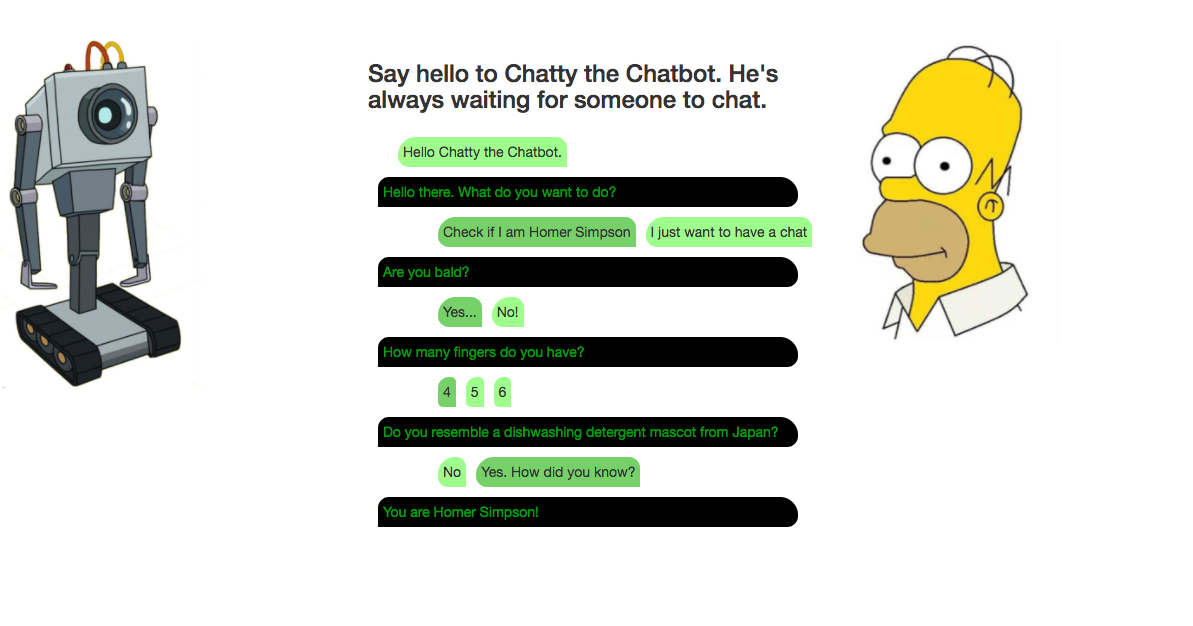 Say hello to Chatty the Chatbot. He's
always waiting for someone to chat.
Hello Chatty the Chatbot.
Hello there. What do you want to do?
Check if I am Homer Simpson I just want to have a chat
Are you bald?
Yes... No!
How many fingers do you have?
4 5 6
Do you resemble a dishwashing detergent mascot from Japan?
No Yes. How did you know?
You are Homer Simpson!